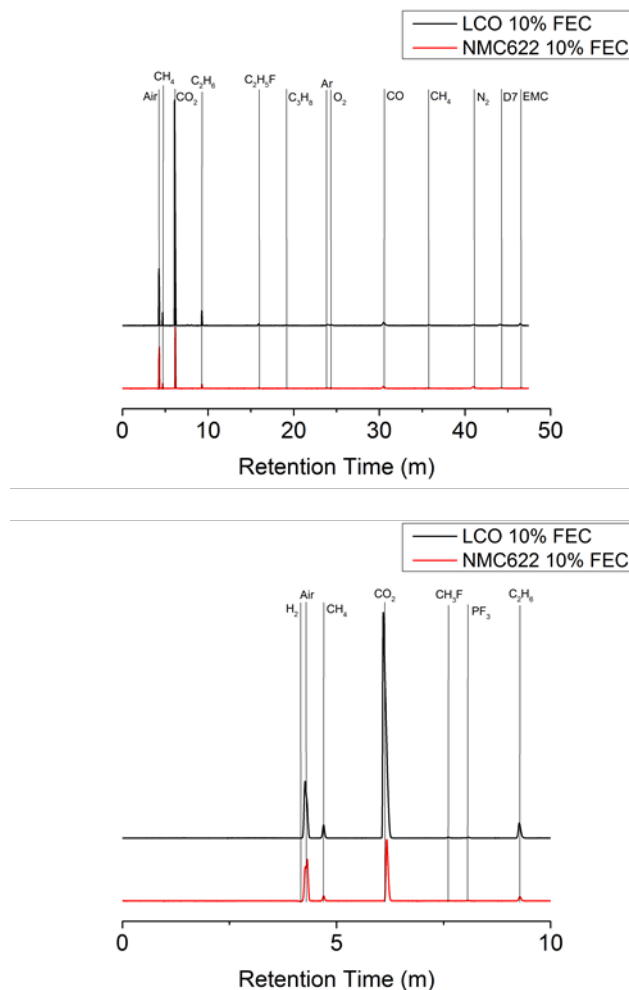 LCO 10% FEC
NMC622 10% FEC
Air CH₄ CO₂ C₂H₆ C₂H₅F C₃H₈ Ar O₂ CO CH₄ N₂ D7 EMC
0 10 20 30 40 50
Retention Time (m)
LCO 10% FEC
NMC622 10% FEC
H₂ Air CH₄ CO₂ CH₃F PF₃ C₂H₆
0 5 10
Retention Time (m)